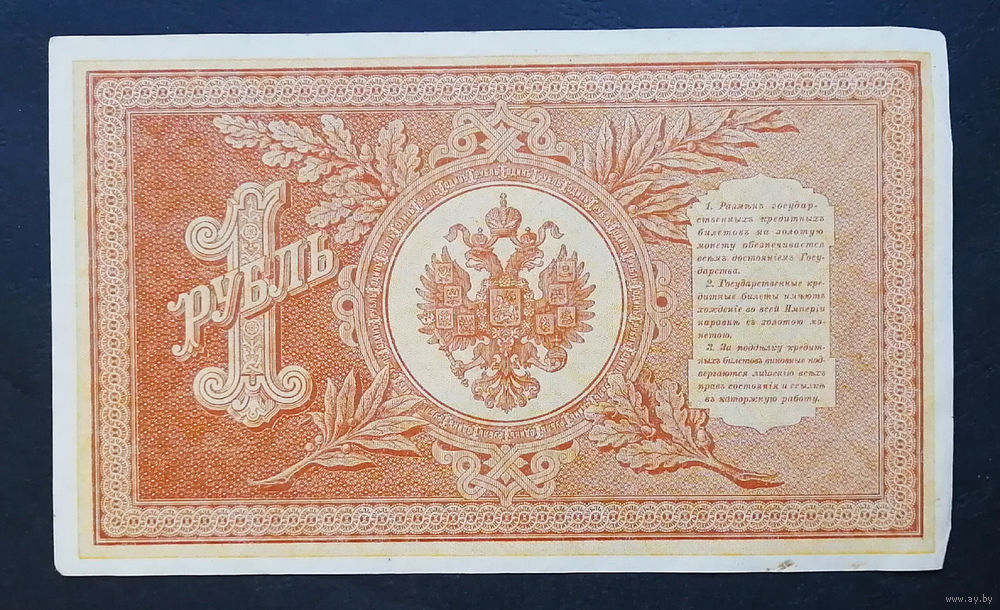 1
РУБЛЬ
1. Размѣнъ государ-
ственныхъ кредитныхъ
билетовъ на золотую
монету обезпечивается
всѣмъ достояніемъ Госу-
дарства.
2. Государственные кре-
дитные билеты имѣютъ
хожденіе во всей Имперіи
наравнѣ съ золотою мо-
нетою.
3. За поддѣлку кредит-
ныхъ билетовъ виновные под-
вергаются лишенію всѣхъ
правъ состоянія и ссылкѣ
въ каторжную работу.
www.ay.by